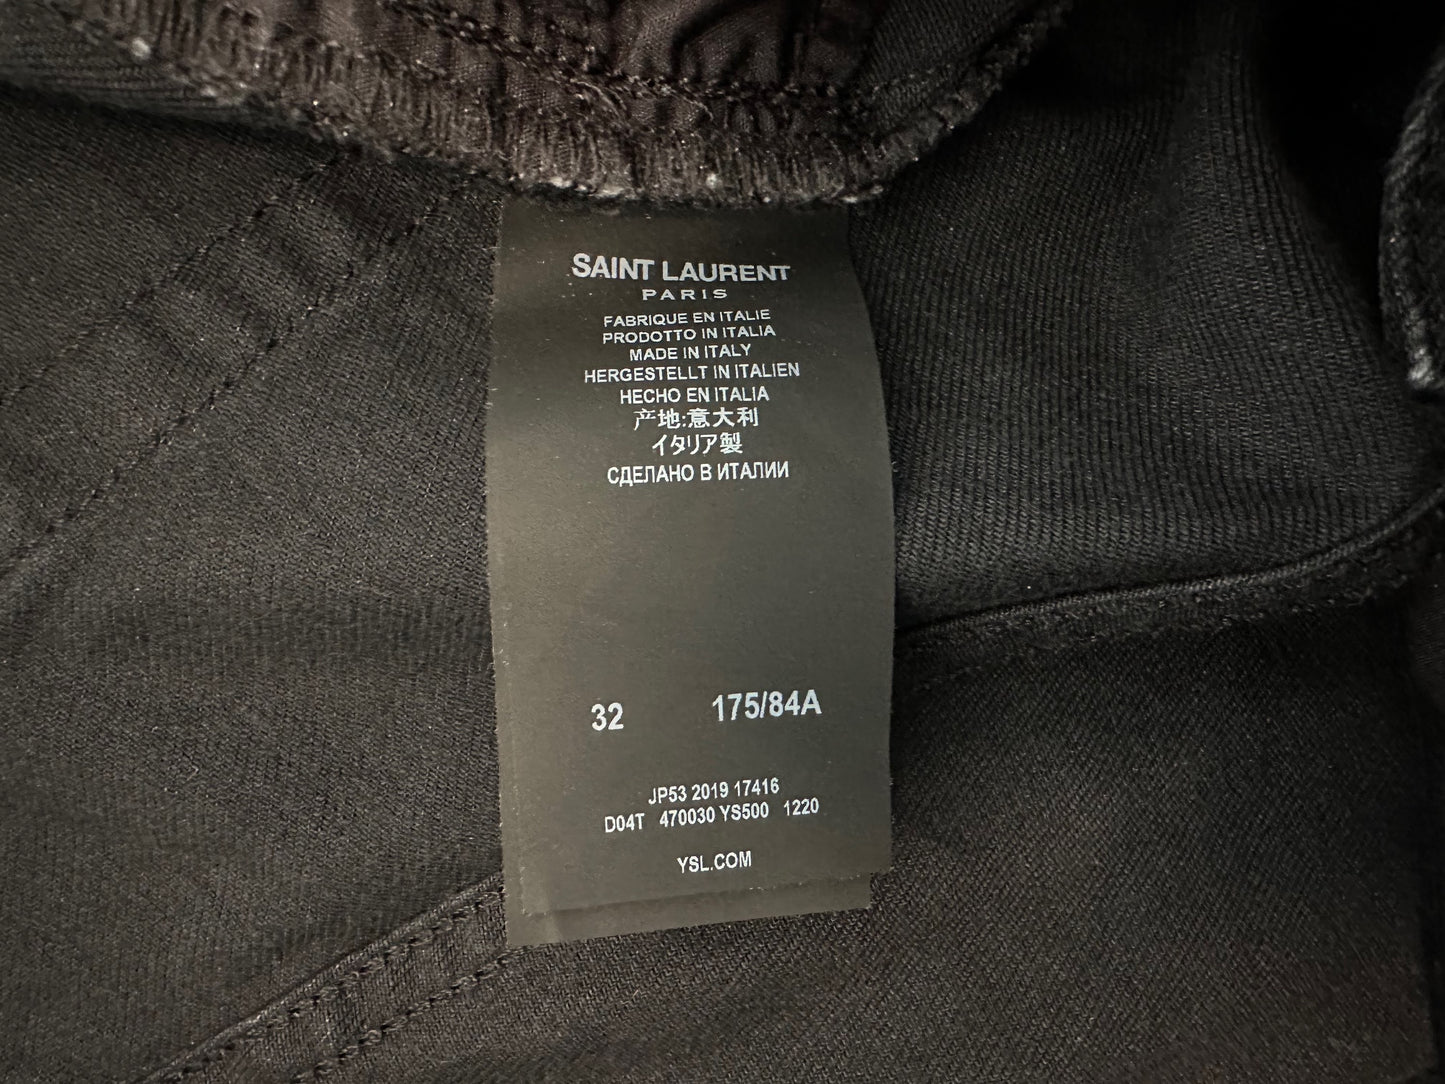 SAINT LAURENT
PARIS
FABRIQUE EN ITALIE
PRODOTTO IN ITALIA
MADE IN ITALY
HERGESTELLT IN ITALIEN
HECHO EN ITALIA
产地:意大利
イタリア製
СДЕЛАНО В ИТАЛИИ
32 175/84A
JP53 2019 17416
D04T 470030 YS500 1220
YSL.COM